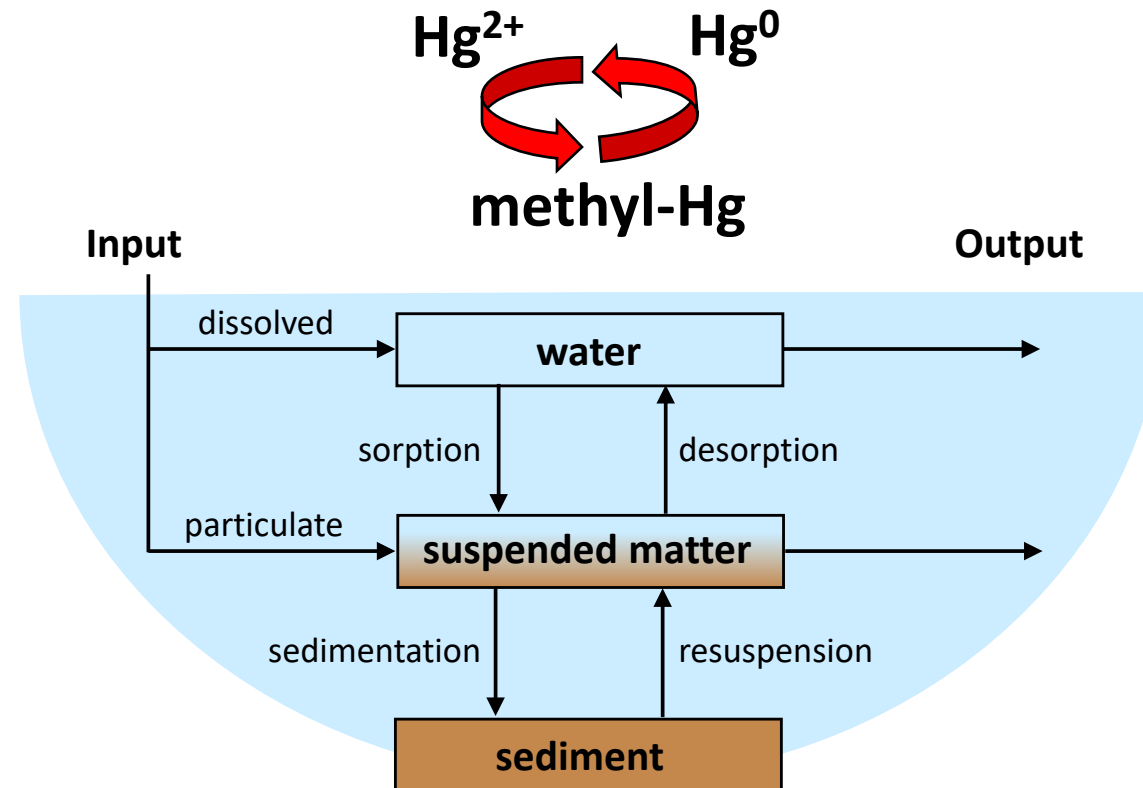 Hg²⁺ Hg⁰
methyl-Hg
Input Output
dissolved
water
sorption desorption
particulate
suspended matter
sedimentation resuspension
sediment